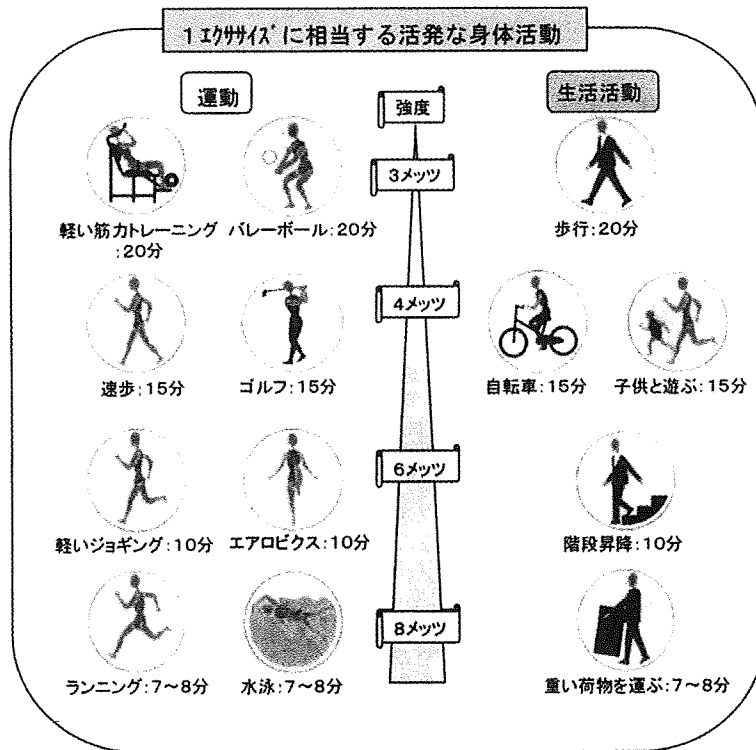 1エクササイズに相当する活発な身体活動
運動
強度
生活活動
3メッツ
軽い筋力トレーニング
:20分
バレーボール:20分
歩行:20分
4メッツ
速歩:15分
ゴルフ:15分
自転車:15分
子供と遊ぶ:15分
6メッツ
軽いジョギング:10分
エアロビクス:10分
階段昇降:10分
8メッツ
ランニング:7~8分
水泳:7~8分
重い荷物を運ぶ:7~8分